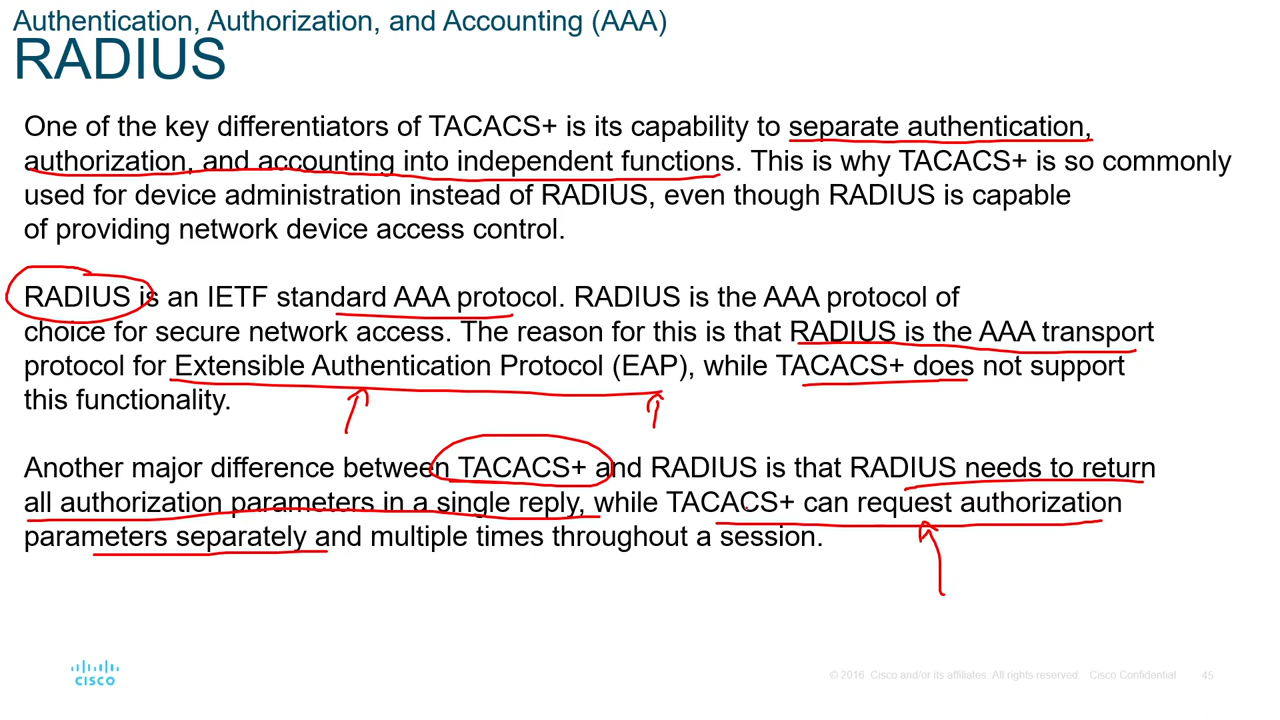 Authentication, Authorization, and Accounting (AAA)
RADIUS
One of the key differentiators of TACACS+ is its capability to separate authentication,
authorization, and accounting into independent functions. This is why TACACS+ is so commonly
used for device administration instead of RADIUS, even though RADIUS is capable
of providing network device access control.
RADIUS is an IETF standard AAA protocol. RADIUS is the AAA protocol of
choice for secure network access. The reason for this is that RADIUS is the AAA transport
protocol for Extensible Authentication Protocol (EAP), while TACACS+ does not support
this functionality.
Another major difference between TACACS+ and RADIUS is that RADIUS needs to return
all authorization parameters in a single reply, while TACACS+ can request authorization
parameters separately and multiple times throughout a session.
CISCO
© 2016 Cisco and/or its affiliates. All rights reserved. Cisco Confidential 45